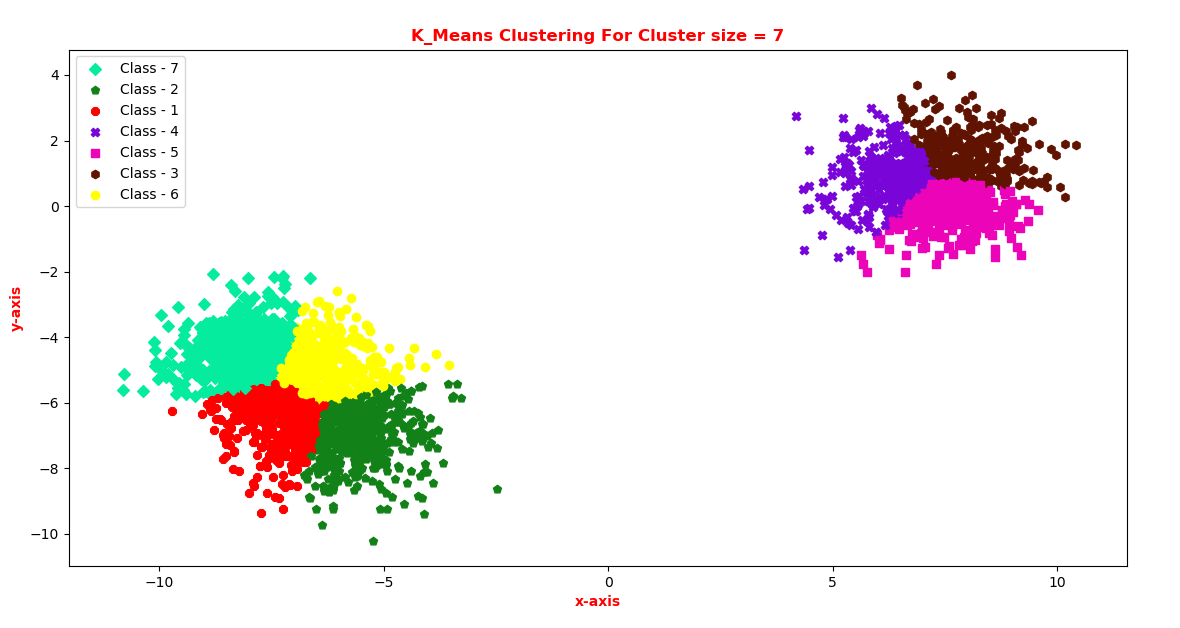 K_Means Clustering For Cluster size = 7
Class - 7
Class - 2
Class - 1
Class - 4
Class - 5
Class - 3
Class - 6
4
2
0
−2
−4
−6
−8
−10
y-axis
−10
−5
0
5
10
x-axis